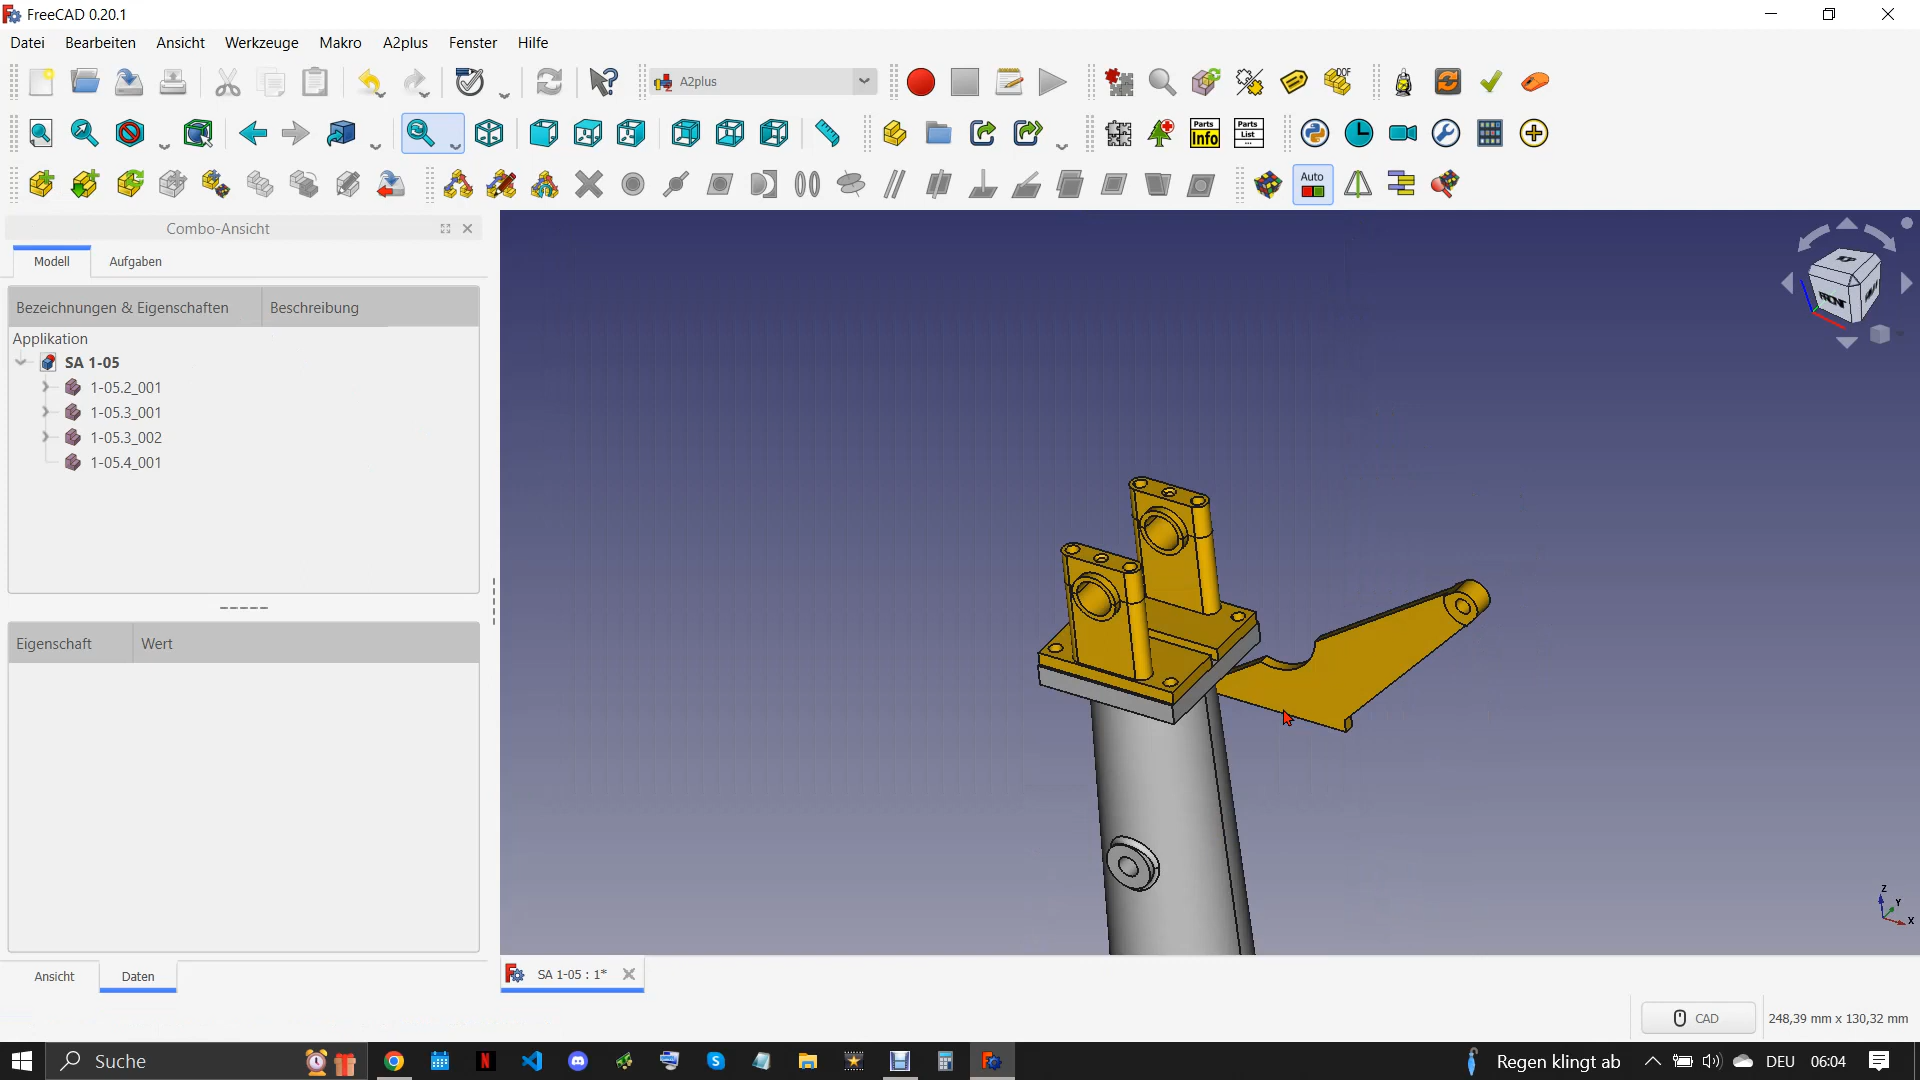 FreeCAD 0.20.1
Datei Bearbeiten Ansicht Werkzeuge Makro A2plus Fenster Hilfe
A2plus
DOF
Parts Info
Parts List
Auto
Combo-Ansicht
Modell Aufgaben
Bezeichnungen & Eigenschaften Beschreibung
Applikation
SA 1-05
1-05.2_001
1-05.3_001
1-05.3_002
1-05.4_001
Eigenschaft Wert
Ansicht Daten
TOP
FRONT
Z
Y
X
SA 1-05 : 1*
CAD 248,39 mm x 130,32 mm
Suche
Regen klingt ab DEU 06:04